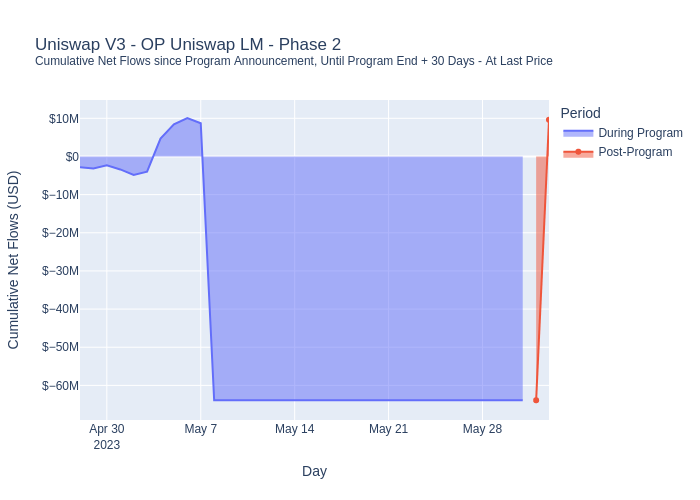 Uniswap V3 - OP Uniswap LM - Phase 2
Cumulative Net Flows since Program Announcement, Until Program End + 30 Days - At Last Price
Period
During Program
Post-Program
Cumulative Net Flows (USD)
$10M
$0
$−10M
$−20M
$−30M
$−40M
$−50M
$−60M
Apr 30
2023
May 7
May 14
May 21
May 28
Day